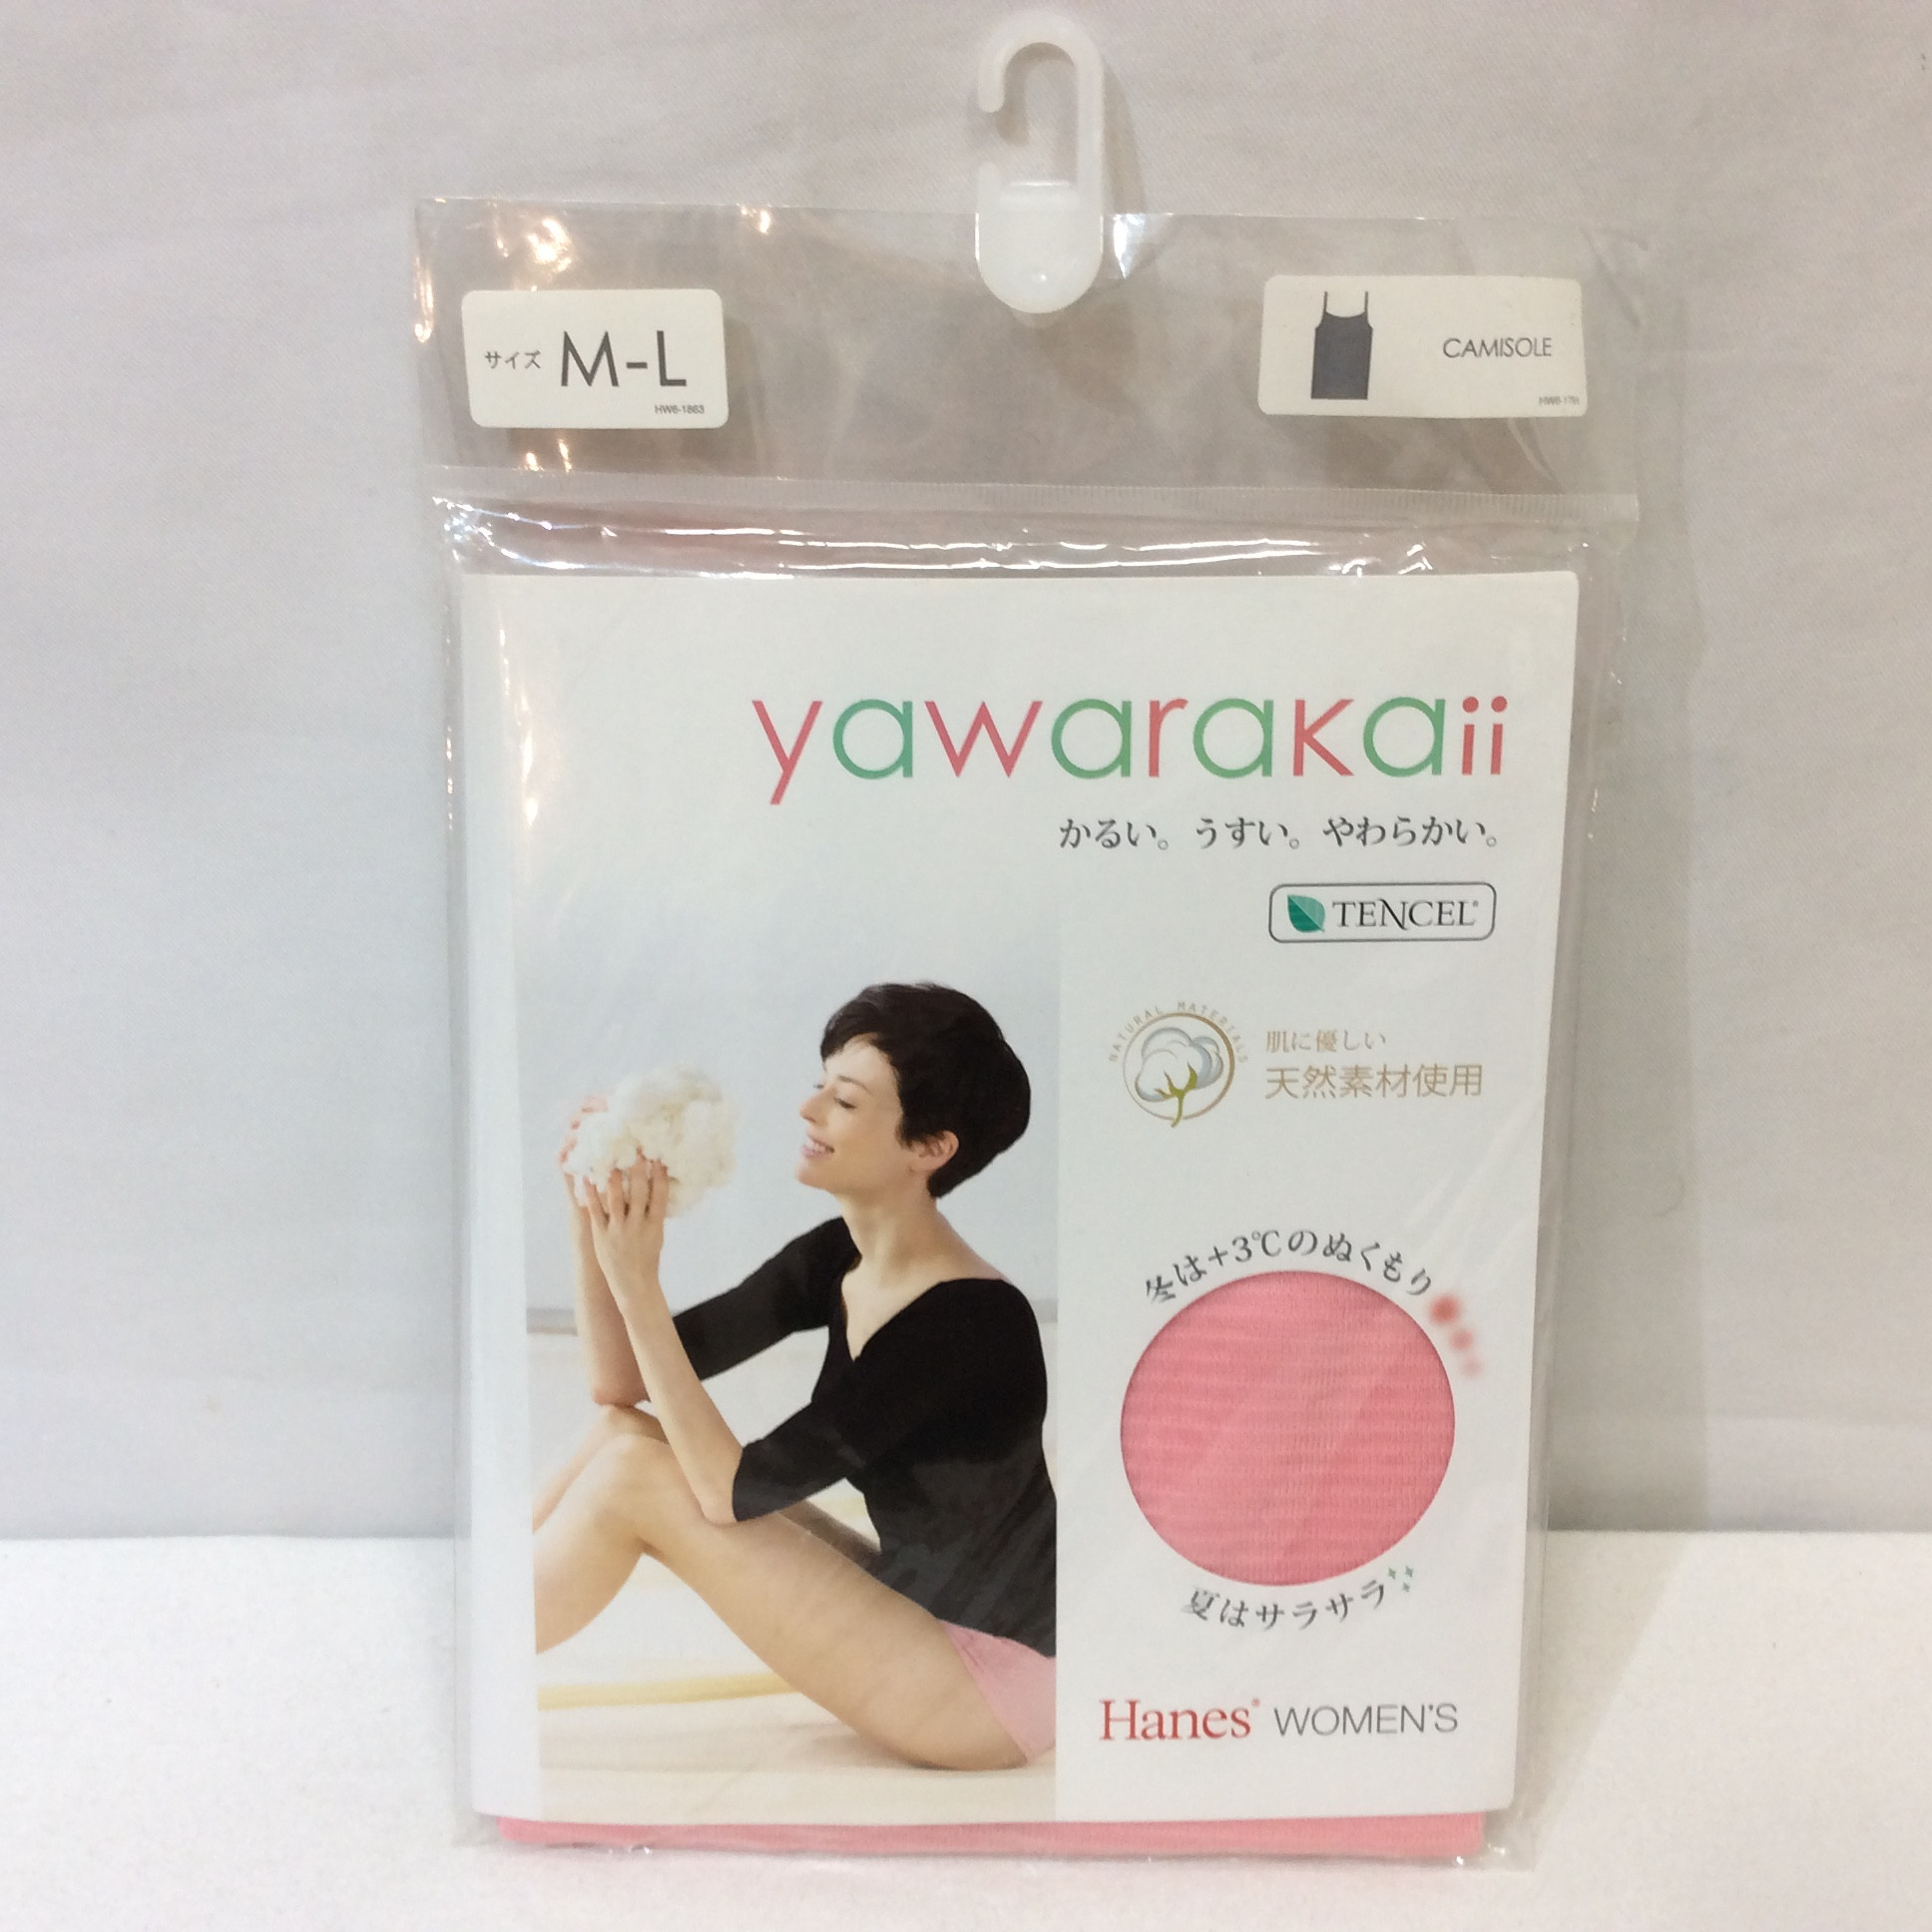 サイズ M-L
HW6-1863
CAMISOLE
yawarakaii
かるい。うすい。やわらかい。
TENCEL®
NATURAL MATERIALS
肌に優しい
天然素材使用
冬は+3℃のぬくもり
夏はサラサラ
Hanes® WOMEN'S